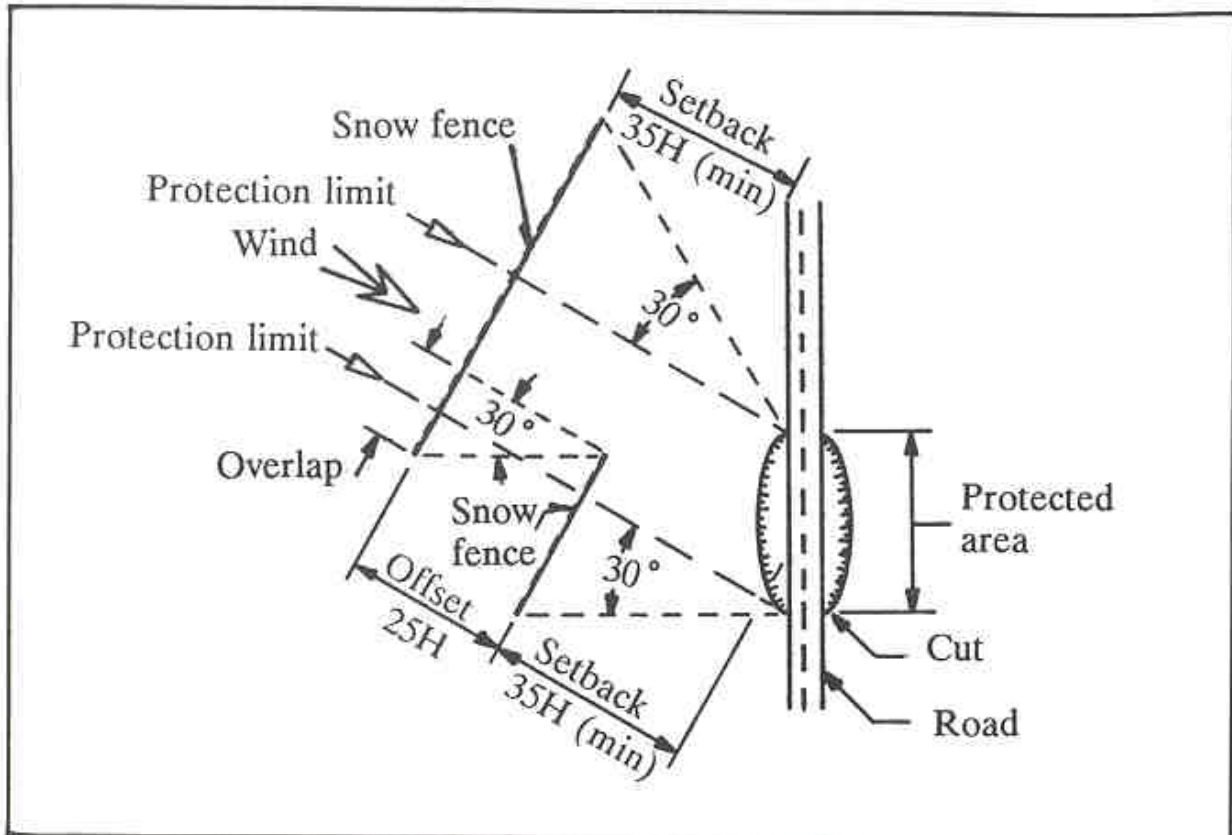 Setback
35H (min)
Snow fence
Protection limit
Wind
30°
Protection limit
30°
Overlap
Snow
fence
Protected
area
30°
Offset
25H
Setback
35H (min)
Cut
Road